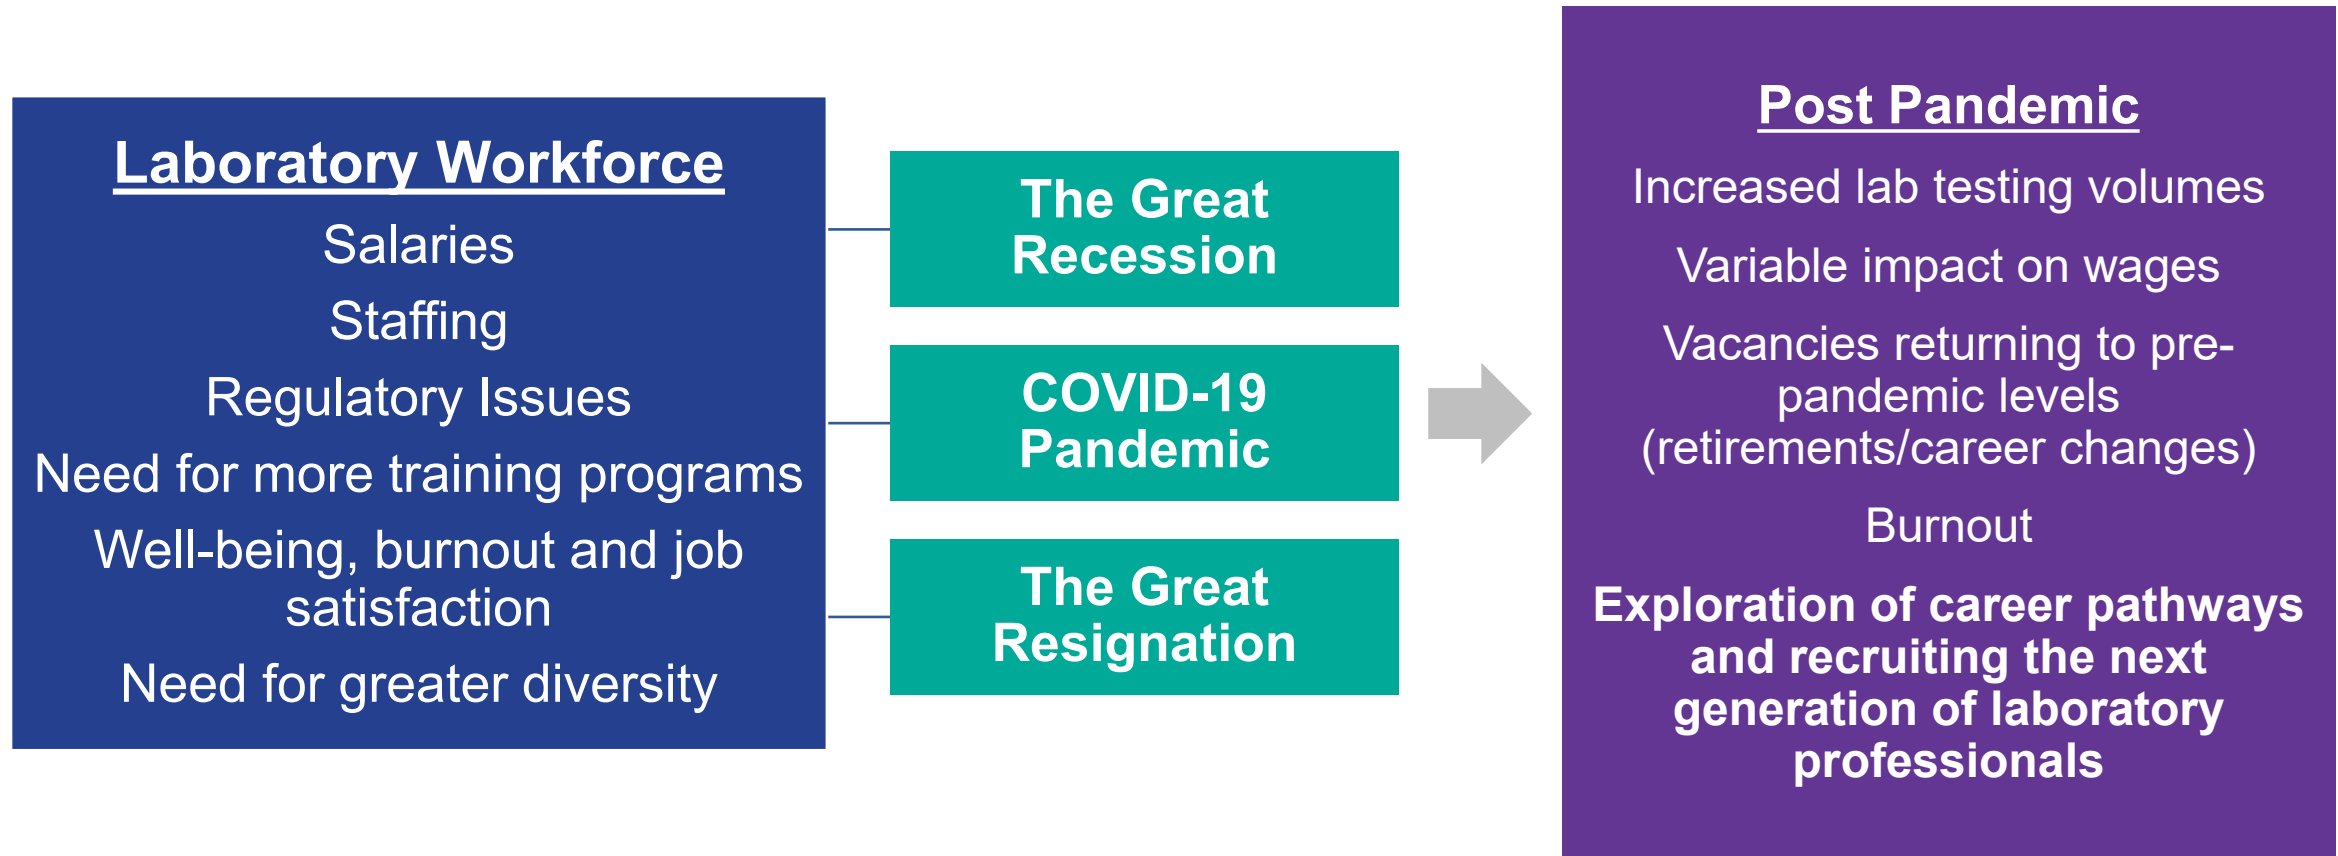 Laboratory Workforce
Salaries
Staffing
Regulatory Issues
Need for more training programs
Well-being, burnout and job
satisfaction
Need for greater diversity
The Great
Recession
COVID-19
Pandemic
The Great
Resignation
Post Pandemic
Increased lab testing volumes
Variable impact on wages
Vacancies returning to pre-
pandemic levels
(retirements/career changes)
Burnout
Exploration of career pathways
and recruiting the next
generation of laboratory
professionals